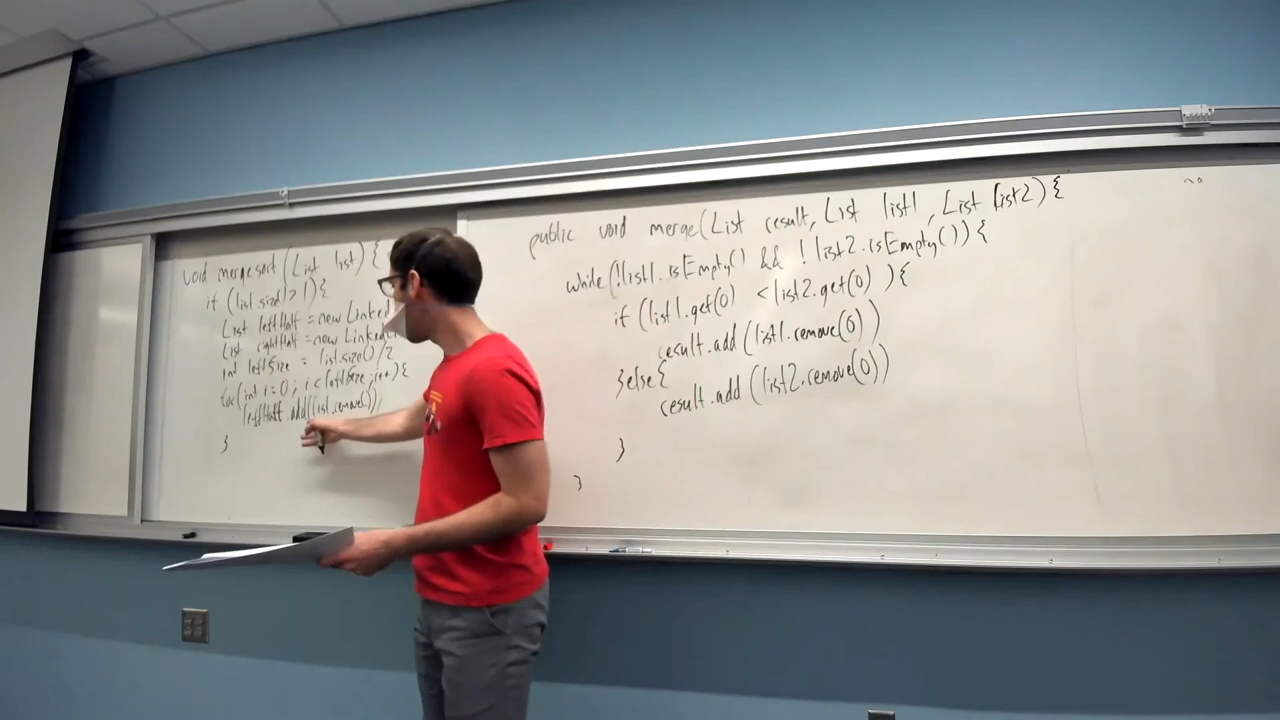 void mergesort (List list) {
if (list.size() > 1){
List leftHalf = new Linked
List rightHalf = new Linked
int leftSize = list.size() / 2
for(int i=0; i<leftSize; i++) {
leftHalf.add(list.remove());
}
public void merge(List result, List list1, List list2) {
while(!list1.isEmpty() && !list2.isEmpty()) {
if (list1.get(0) < list2.get(0) ) {
result.add (list1.remove(0))
}else{
result.add (list2.remove(0))
}
}